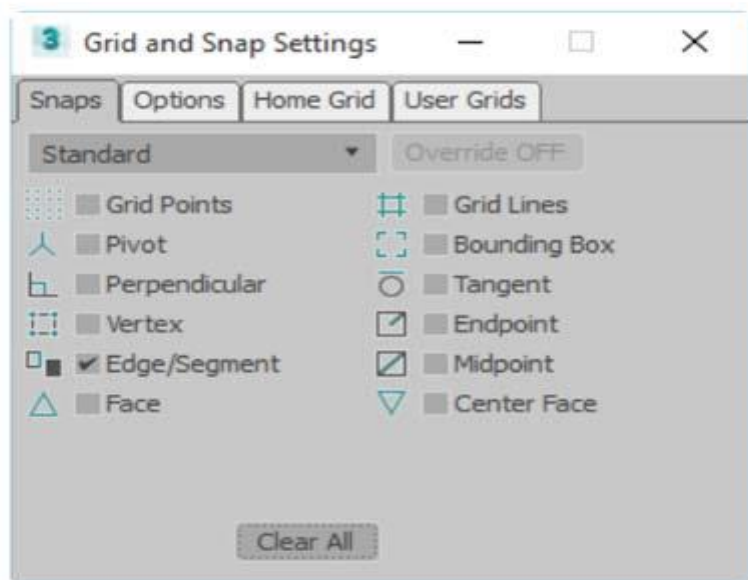 3 Grid and Snap Settings
Snaps Options Home Grid User Grids
Standard Override OFF
Grid Points Grid Lines
Pivot Bounding Box
Perpendicular Tangent
Vertex Endpoint
Edge/Segment Midpoint
Face Center Face
Clear All